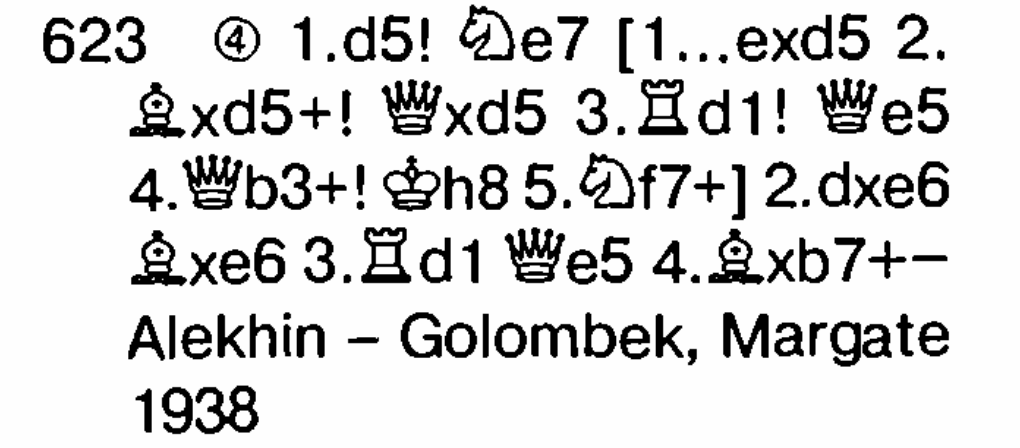 623 ④ 1.d5! ♘e7 [1...exd5 2.
♗xd5+! ♕xd5 3.♖d1! ♕e5
4.♕b3+! ♔h8 5.♘f7+] 2.dxe6
♗xe6 3.♖d1 ♕e5 4.♗xb7+−
Alekhin – Golombek, Margate
1938